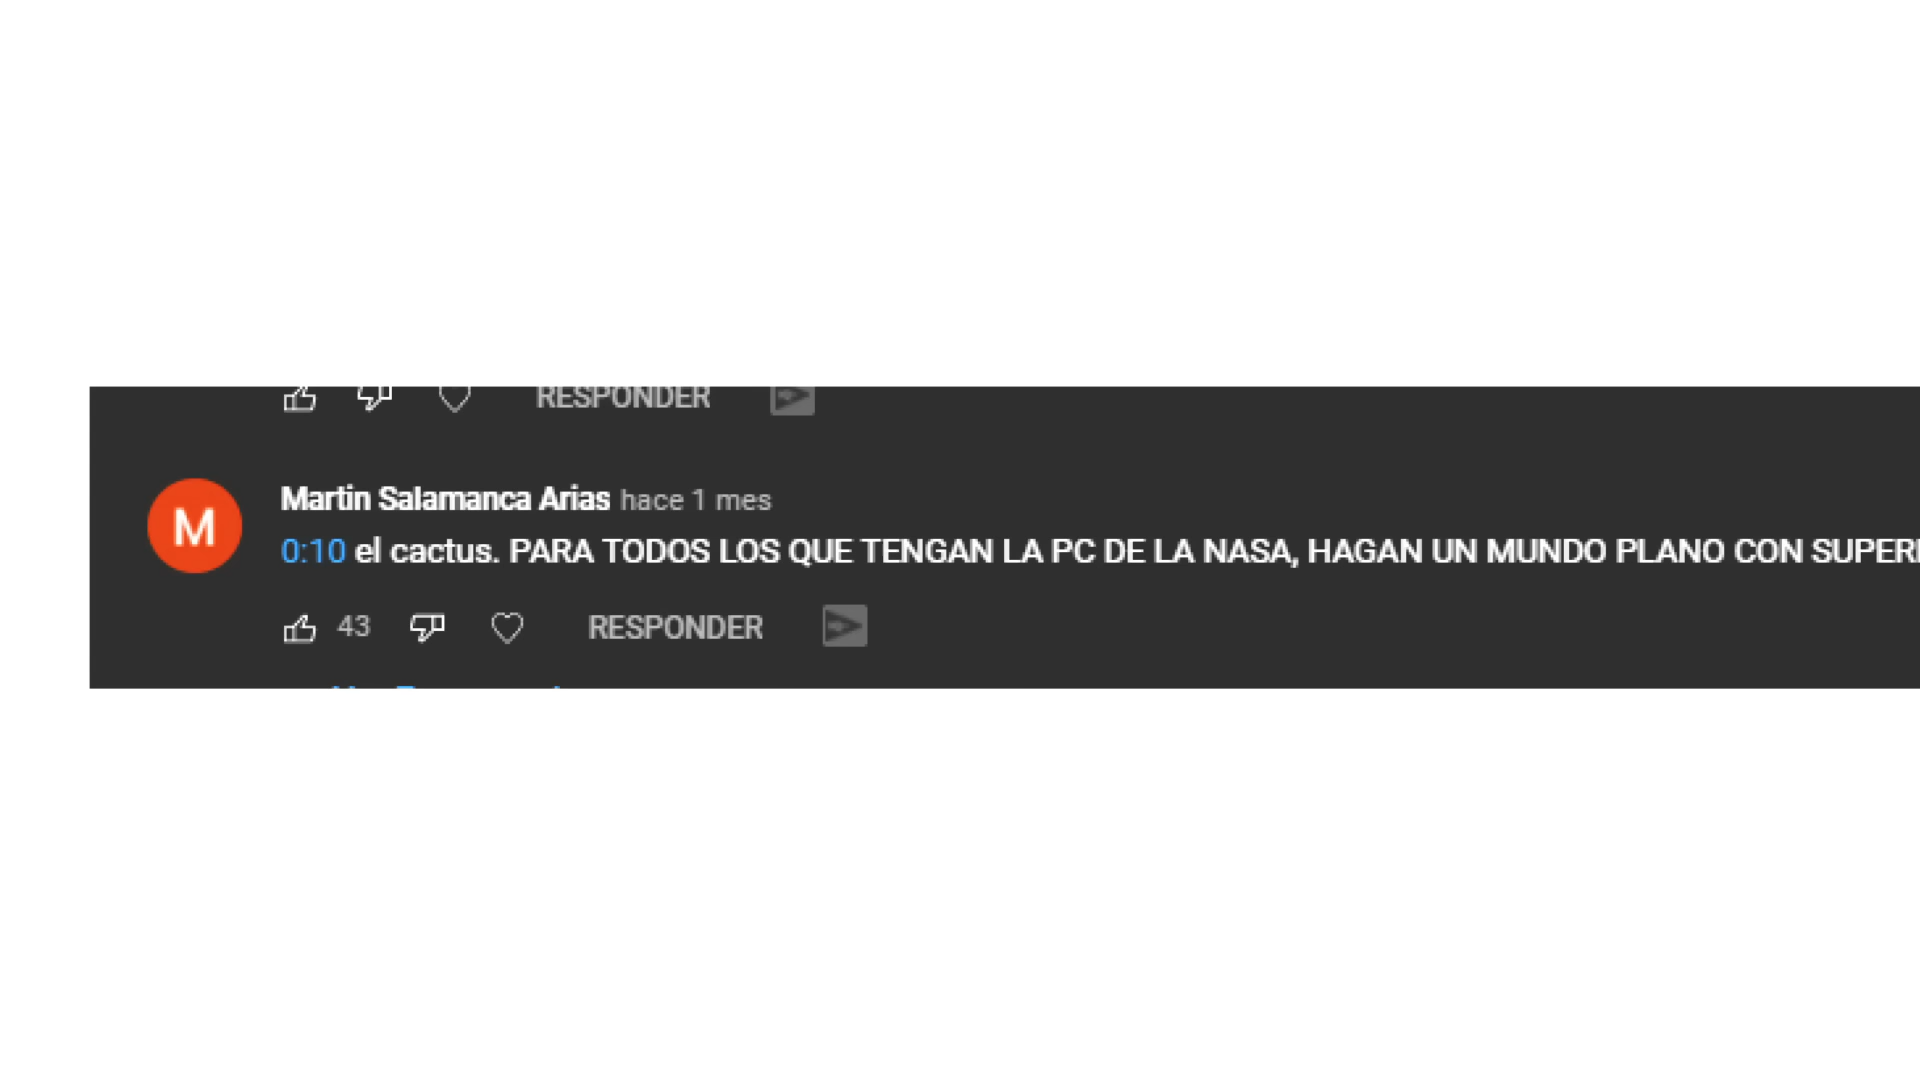 RESPONDER
M
Martin Salamanca Arias hace 1 mes
0:10 el cactus. PARA TODOS LOS QUE TENGAN LA PC DE LA NASA, HAGAN UN MUNDO PLANO CON
43 RESPONDER